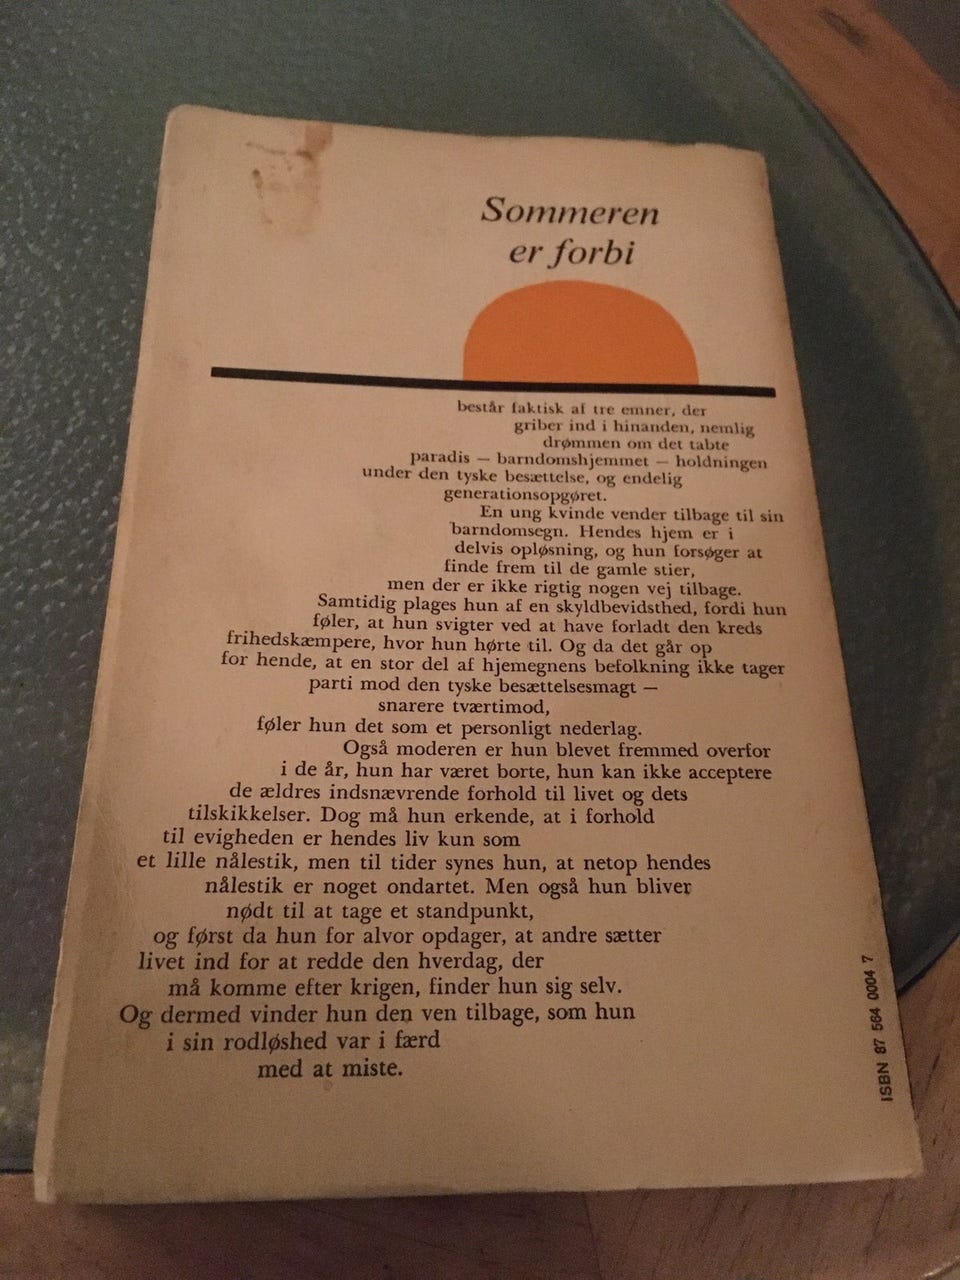 Sommeren
er forbi
består faktisk af tre emner, der
griber ind i hinanden, nemlig
drømmen om det tabte
paradis — barndomshjemmet — holdningen
under den tyske besættelse, og endelig
generationsopgøret.
En ung kvinde vender tilbage til sin
barndomsegn. Hendes hjem er i
delvis opløsning, og hun forsøger at
finde frem til de gamle stier,
men der er ikke rigtig nogen vej tilbage.
Samtidig plages hun af en skyldbevidsthed, fordi hun
føler, at hun svigter ved at have forladt den kreds
frihedskæmpere, hvor hun hørte til. Og da det går op
for hende, at en stor del af hjemegnens befolkning ikke tager
parti mod den tyske besættelsesmagt —
snarere tværtimod,
føler hun det som et personligt nederlag.
Også moderen er hun blevet fremmed overfor
i de år, hun har været borte, hun kan ikke acceptere
de ældres indsnævrende forhold til livet og dets
tilskikkelser. Dog må hun erkende, at i forhold
til evigheden er hendes liv kun som
et lille nålestik, men til tider synes hun, at netop hendes
nålestik er noget ondartet. Men også hun bliver
nødt til at tage et standpunkt,
og først da hun for alvor opdager, at andre sætter
livet ind for at redde den hverdag, der
må komme efter krigen, finder hun sig selv.
Og dermed vinder hun den ven tilbage, som hun
i sin rodløshed var i færd
med at miste.
ISBN 87 564 0004 7